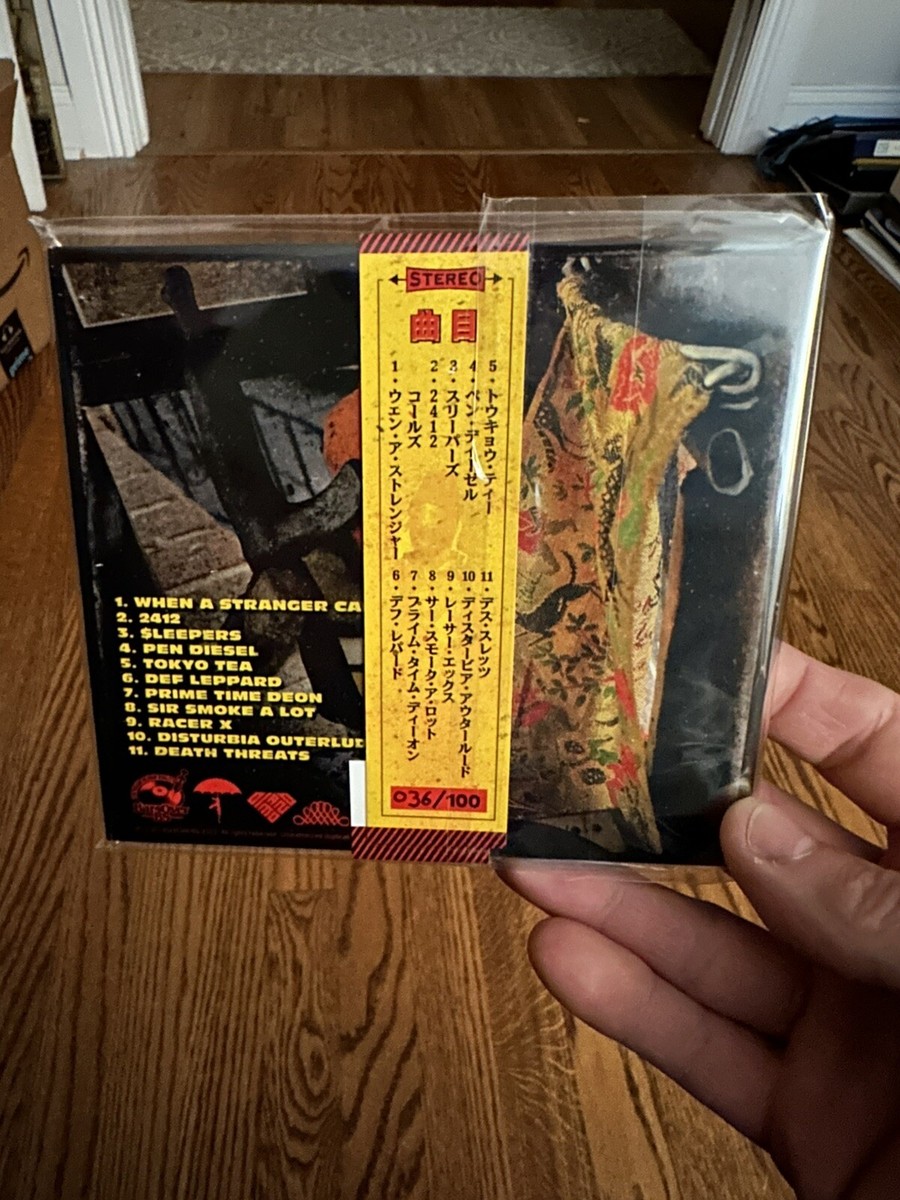 1. WHEN A STRANGER CA
2. 2412
3. $LEEPERS
4. PEN DIESEL
5. TOKYO TEA
6. DEF LEPPARD
7. PRIME TIME DEON
8. SIR SMOKE A LOT
9. RACER X
10. DISTURBIA OUTERLUD
11. DEATH THREATS
STEREO
曲目
1・ウェン・ア・ストレンジャー
コールズ
2・2412
3・スリーパーズ
4・ペン・ディーゼル
5・トウキョウ・ティー
6・デフ・レパード
7・プライム・タイム・ディーオン
8・サー・スモーク・ア・ロット
9・レーサー・エックス
10・ディスタービア・アウタールード
11・デス・スレッツ
036/100